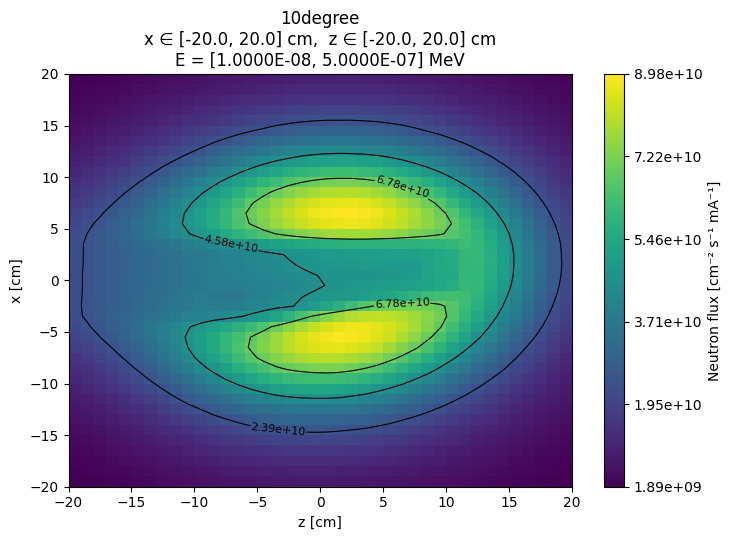 10degree
x ∈ [-20.0, 20.0] cm,  z ∈ [-20.0, 20.0] cm
E = [1.0000E-08, 5.0000E-07] MeV
20
15
10
5
0
−5
−10
−15
−20
x [cm]
6.78e+10
4.58e+10
6.78e+10
2.39e+10
−20
−15
−10
−5
0
5
10
15
20
z [cm]
8.98e+10
7.22e+10
5.46e+10
3.71e+10
1.95e+10
1.89e+09
Neutron flux [cm⁻² s⁻¹ mA⁻¹]